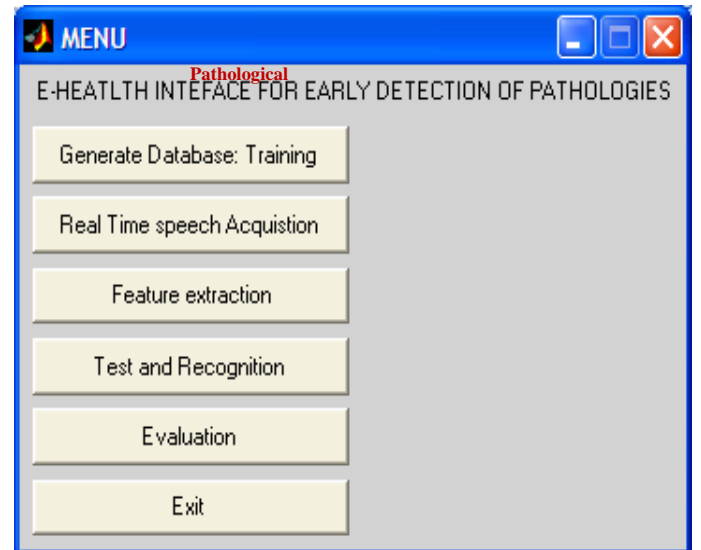 MENU
Pathological
E-HEATLTH INTEFACE FOR EARLY DETECTION OF PATHOLOGIES
Generate Database: Training
Real Time speech Acquistion
Feature extraction
Test and Recognition
Evaluation
Exit